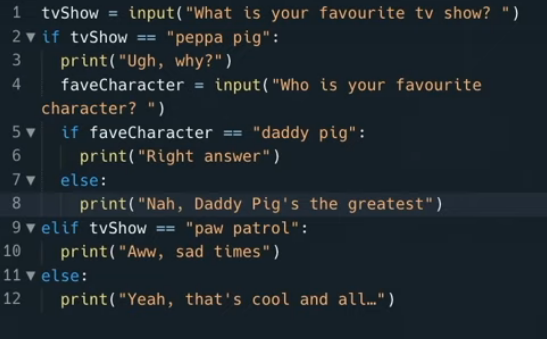 1 tvShow = input("What is your favourite tv show? ")
2 if tvShow == "peppa pig":
3 print("Ugh, why?")
4 faveCharacter = input("Who is your favourite
character? ")
5 if faveCharacter == "daddy pig":
6 print("Right answer")
7 else:
8 print("Nah, Daddy Pig's the greatest")
9 elif tvShow == "paw patrol":
10 print("Aww, sad times")
11 else:
12 print("Yeah, that's cool and all…")